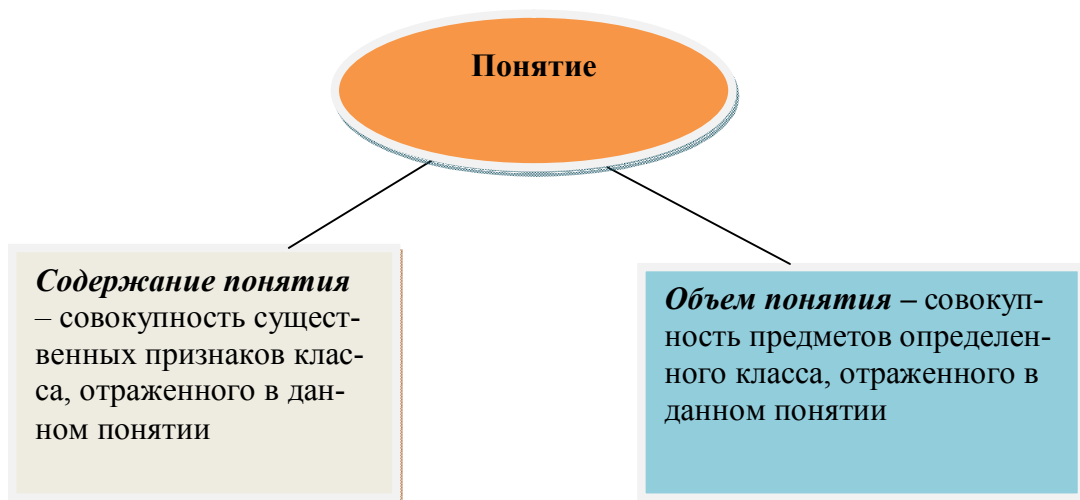 Понятие
Содержание понятия
– совокупность сущест-
венных признаков клас-
са, отраженного в дан-
ном понятии
Объем понятия – совокуп-
ность предметов определен-
ного класса, отраженного в
данном понятии